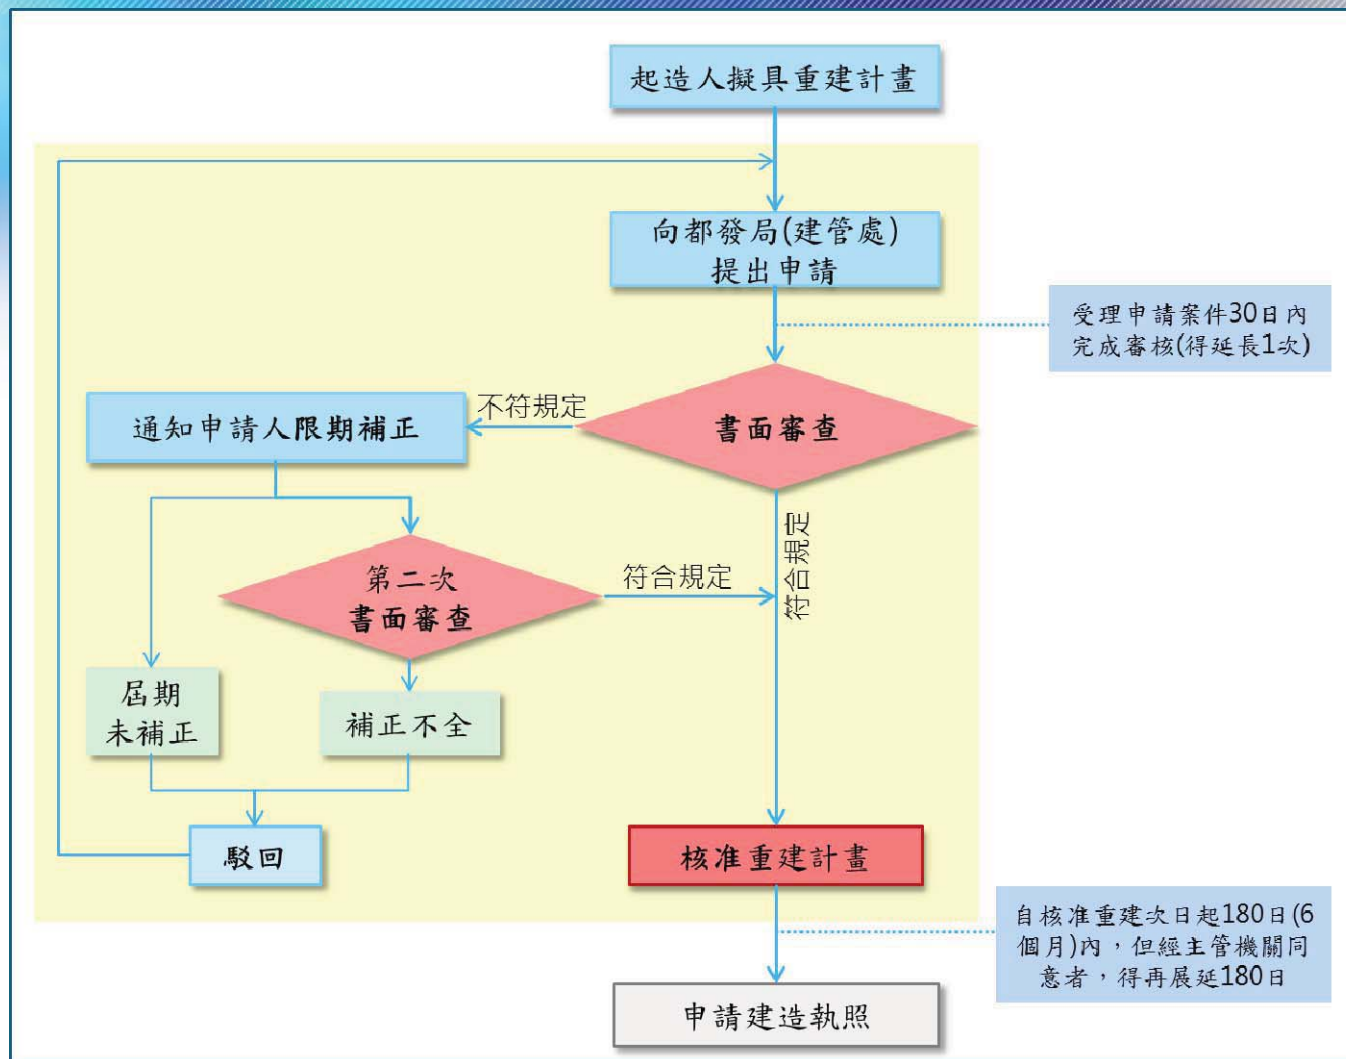 起造人擬具重建計畫
向都發局(建管處)
提出申請
受理申請案件30日內
完成審核(得延長1次)
書面審查
不符規定
通知申請人限期補正
符合規定
第二次
書面審查
符合規定
屆期
未補正
補正不全
駁回
核准重建計畫
自核准重建次日起180日(6
個月)內，但經主管機關同
意者，得再展延180日
申請建造執照